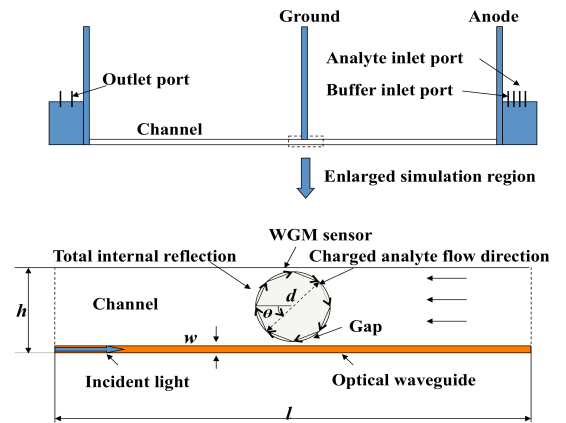 Ground
Anode
Outlet port
Analyte inlet port
Buffer inlet port
Channel
Enlarged simulation region
WGM sensor
Total internal reflection
Charged analyte flow direction
Channel
h
d
θ
Gap
w
Incident light
Optical waveguide
l